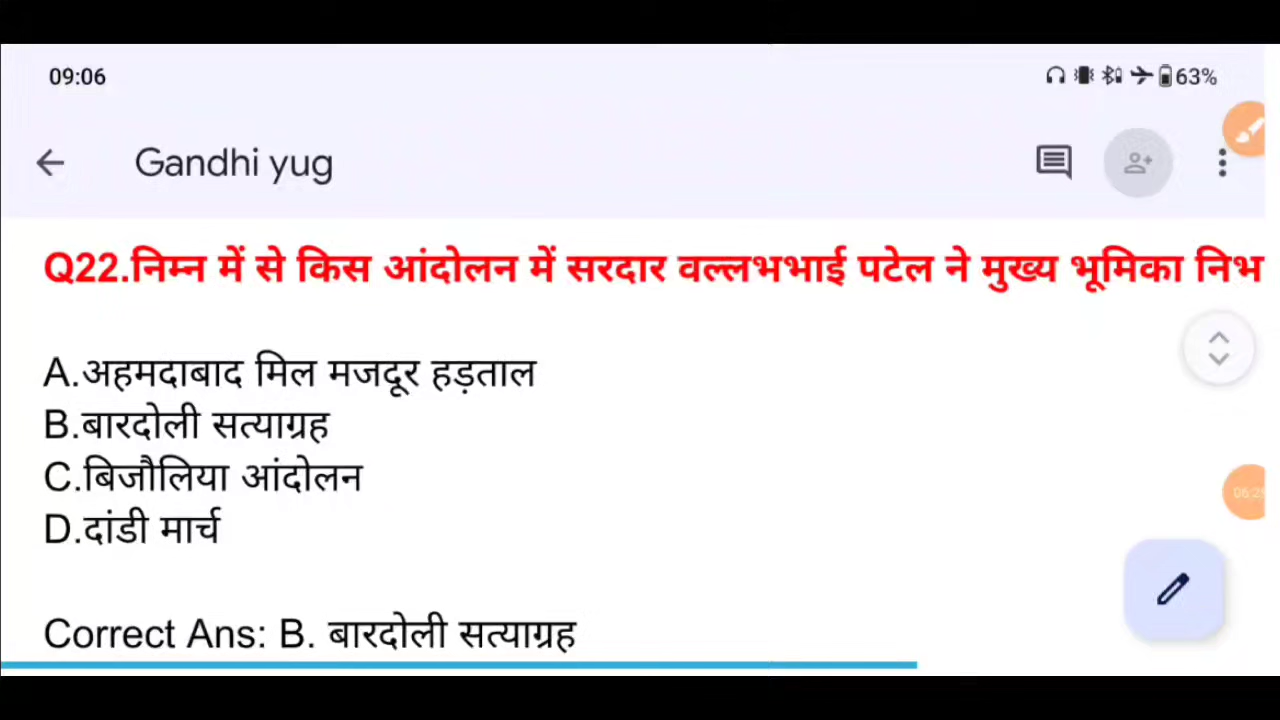 09:06
63%
Gandhi yug
Q22.निम्न में से किस आंदोलन में सरदार वल्लभभाई पटेल ने मुख्य भूमिका निभ
A.अहमदाबाद मिल मजदूर हड़ताल
B.बारदोली सत्याग्रह
C.बिजौलिया आंदोलन
D.दांडी मार्च
Correct Ans: B. बारदोली सत्याग्रह